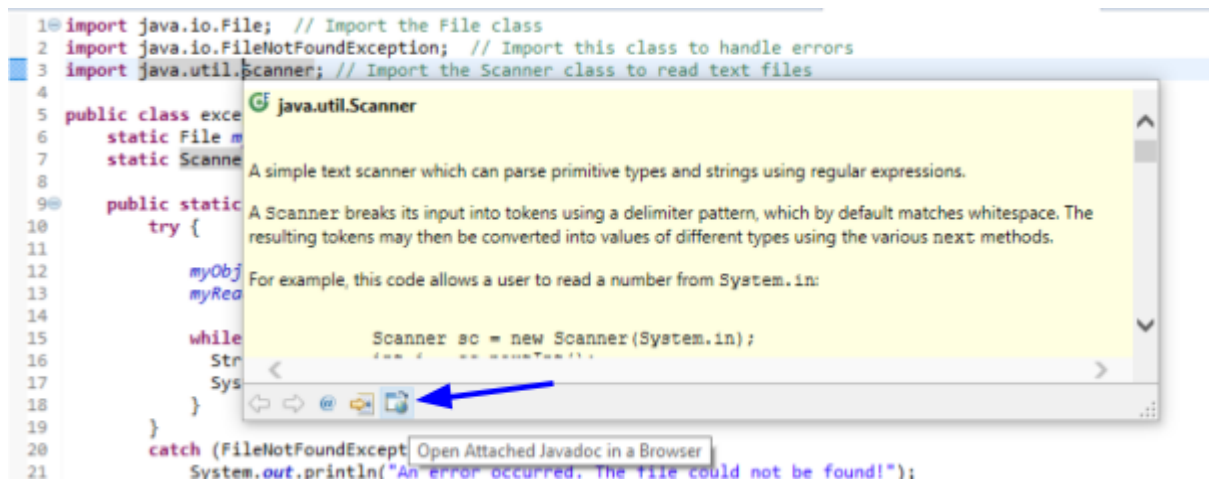 1 import java.io.File;  // Import the File class
2 import java.io.FileNotFoundException;  // Import this class to handle errors
3 import java.util.Scanner; // Import the Scanner class to read text files
4
java.util.Scanner
5 public class exce
6 static File m
7 static Scanne
A simple text scanner which can parse primitive types and strings using regular expressions.
8
9 public static
A Scanner breaks its input into tokens using a delimiter pattern, which by default matches whitespace. The
10 try {
resulting tokens may then be converted into values of different types using the various next methods.
11
12 myObj
For example, this code allows a user to read a number from System.in:
13 myRea
14
15 while
Scanner sc = new Scanner(System.in);
16 Str
17 Sys
18 }
19 }
20 catch (FileNotFoundExcept
Open Attached Javadoc in a Browser
21 System.out.println("An error occurred. The file could not be found!");